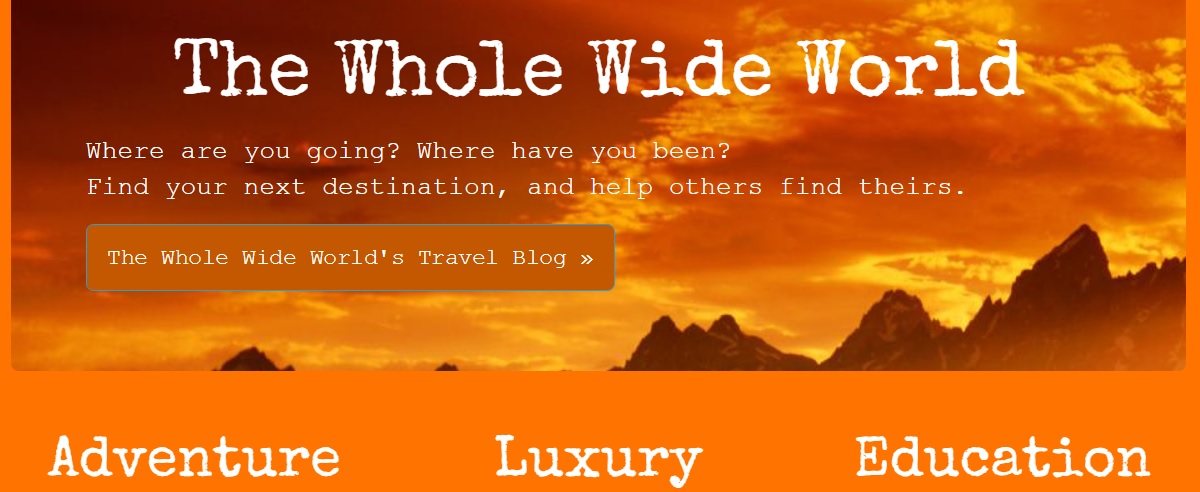 The Whole Wide World
Where are you going? Where have you been?
Find your next destination, and help others find theirs.
The Whole Wide World's Travel Blog »
Adventure
Luxury
Education